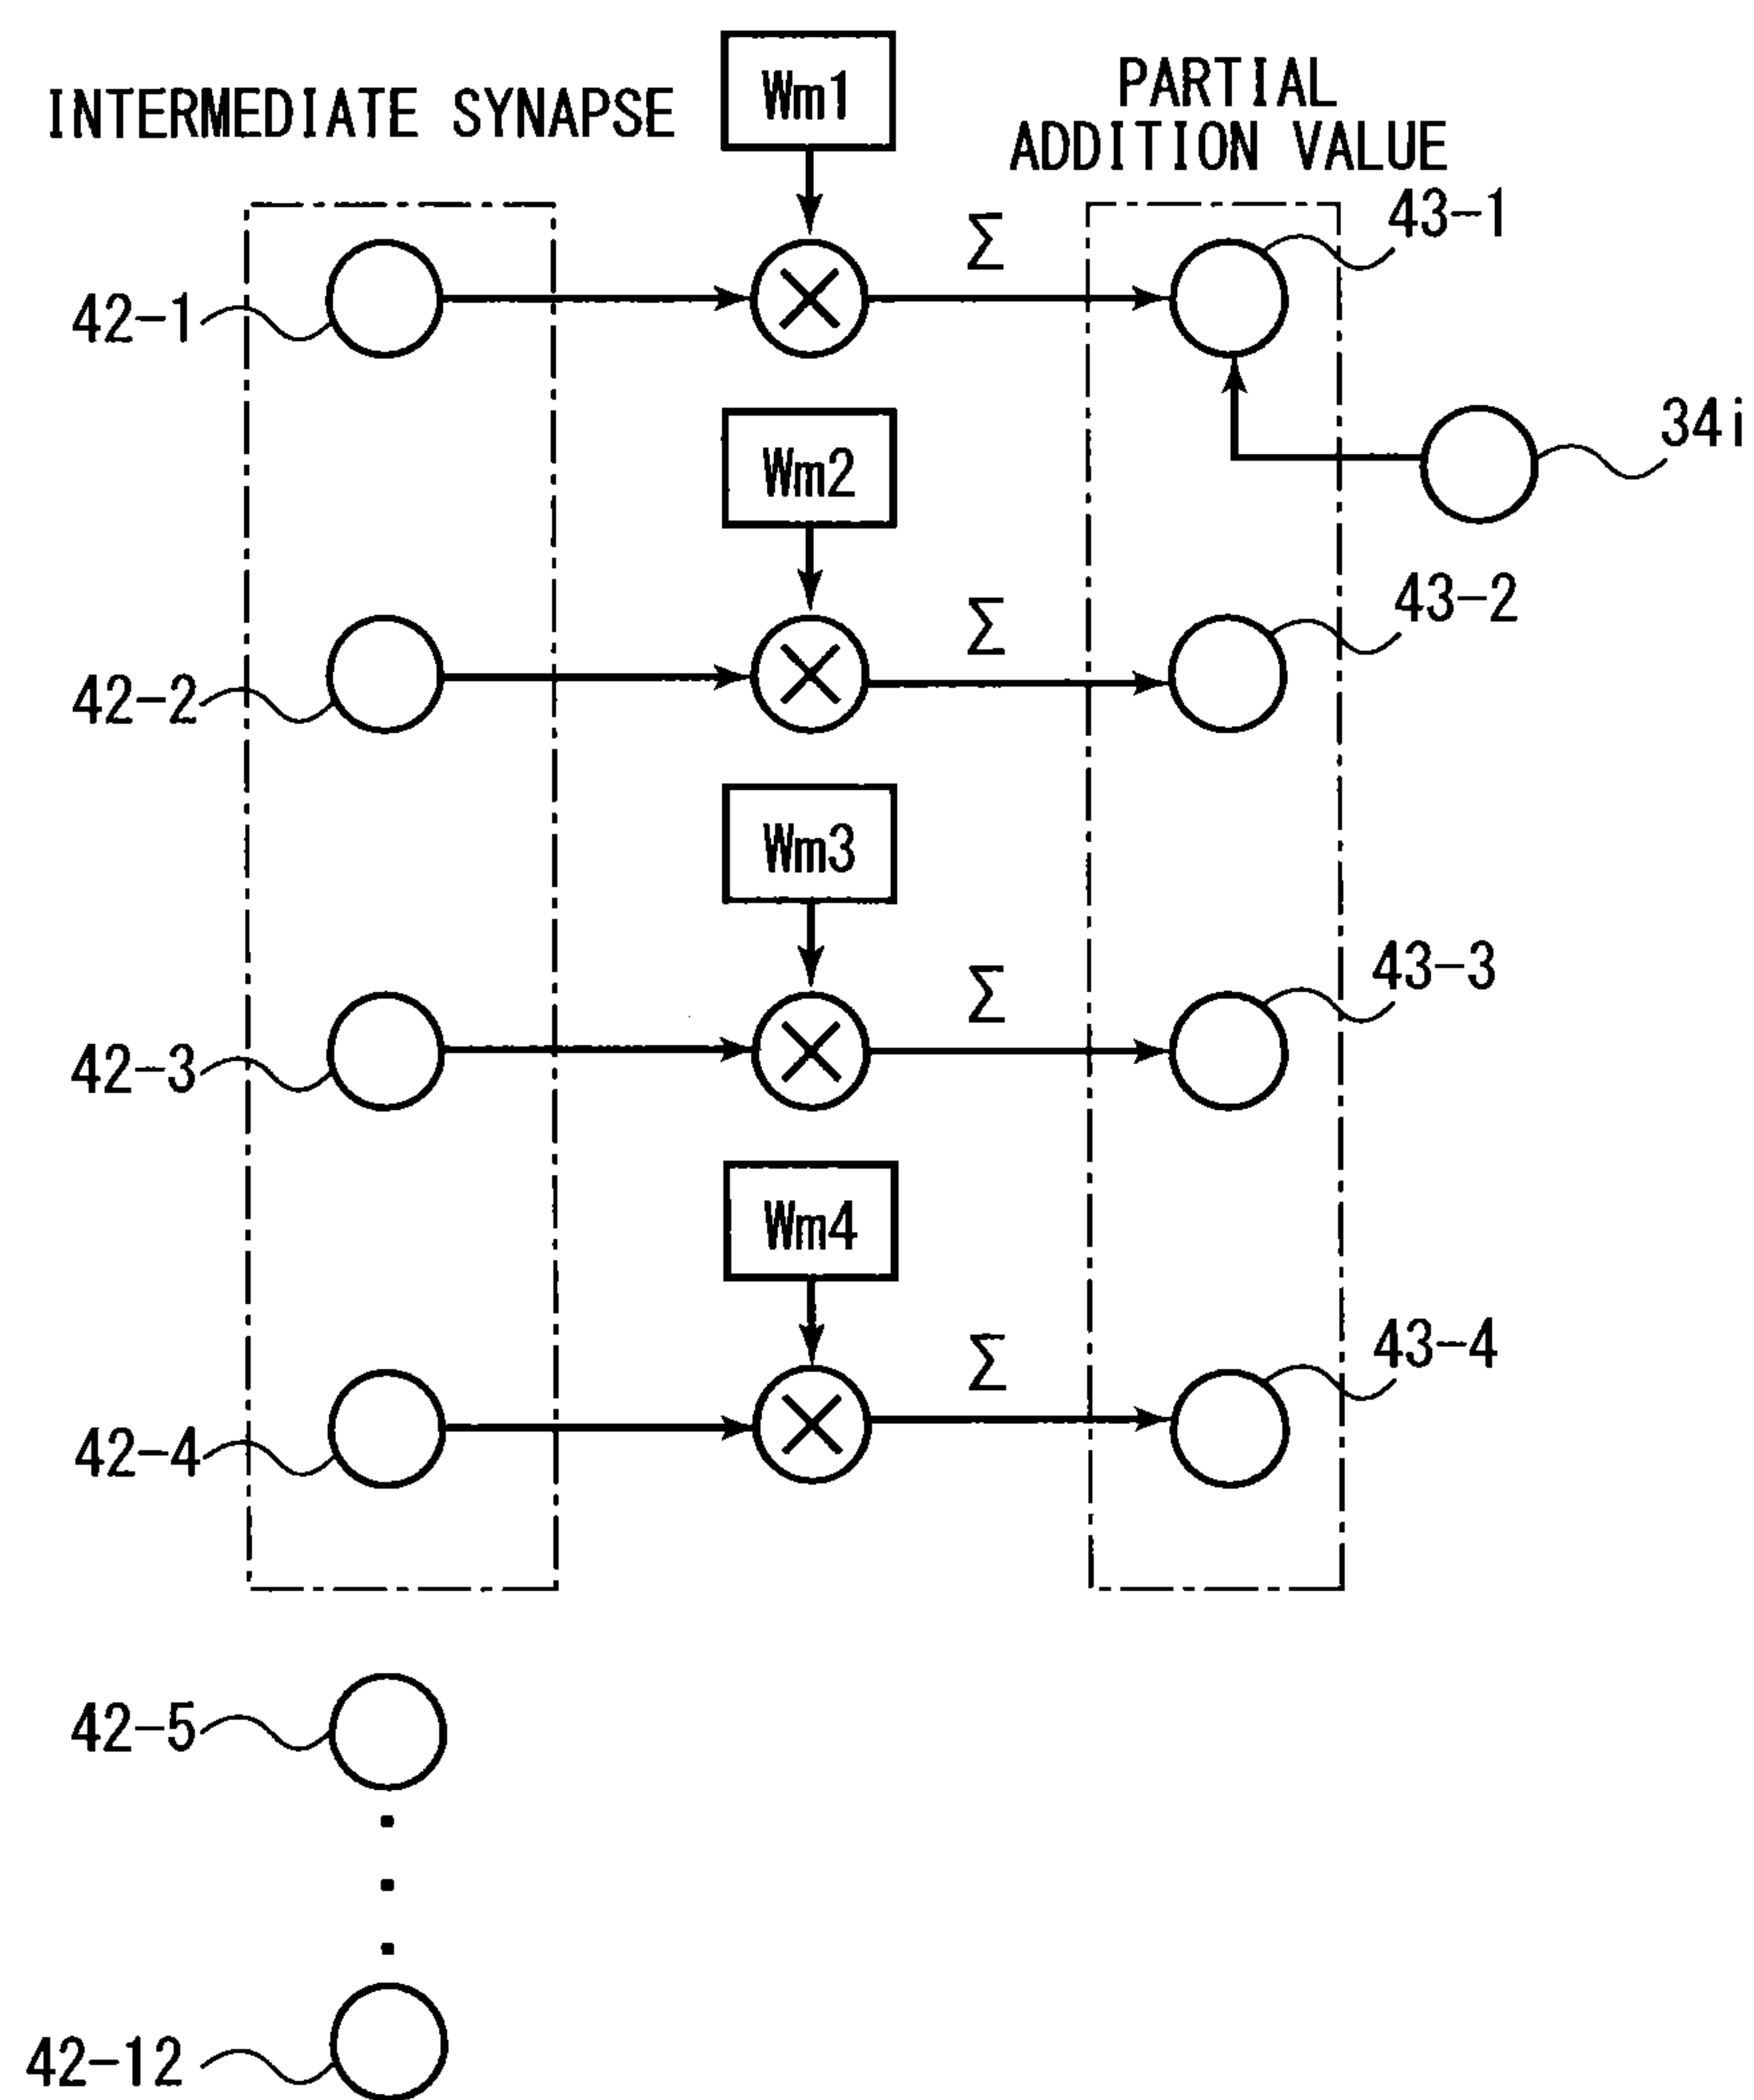 INTERMEDIATE SYNAPSE
Wm1
PARTIAL
ADDITION VALUE
43-1
Σ
42-1
34i
Wm2
43-2
Σ
42-2
Wm3
43-3
Σ
42-3
Wm4
43-4
Σ
42-4
42-5
42-12